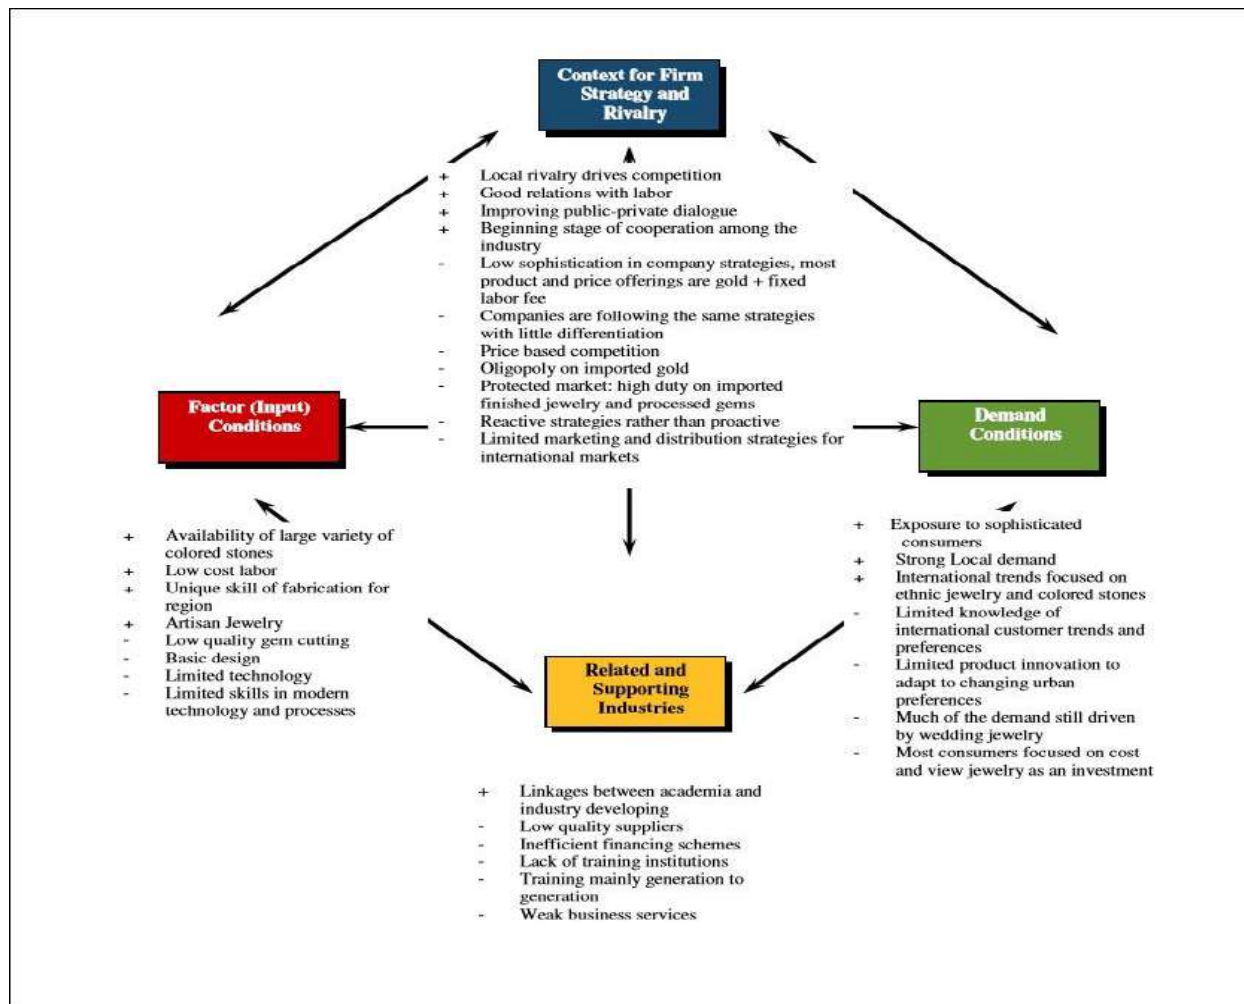 Context for Firm
Strategy and
Rivalry
+ Local rivalry drives competition
+ Good relations with labor
+ Improving public-private dialogue
+ Beginning stage of cooperation among the
industry
- Low sophistication in company strategies, most
product and price offerings are gold + fixed
labor fee
- Companies are following the same strategies
with little differentiation
- Price based competition
- Oligopoly on imported gold
- Protected market: high duty on imported
finished jewelry and processed gems
- Reactive strategies rather than proactive
- Limited marketing and distribution strategies for
international markets
Factor (Input)
Conditions
+ Availability of large variety of
colored stones
+ Low cost labor
+ Unique skill of fabrication for
region
+ Artisan Jewelry
- Low quality gem cutting
- Basic design
- Limited technology
- Limited skills in modern
technology and processes
Demand
Conditions
+ Exposure to sophisticated
consumers
+ Strong Local demand
+ International trends focused on
ethnic jewelry and colored stones
- Limited knowledge of
international customer trends and
preferences
- Limited product innovation to
adapt to changing urban
preferences
- Much of the demand still driven
by wedding jewelry
- Most consumers focused on cost
and view jewelry as an investment
Related and
Supporting
Industries
+ Linkages between academia and
industry developing
- Low quality suppliers
- Inefficient financing schemes
- Lack of training institutions
- Training mainly generation to
generation
- Weak business services